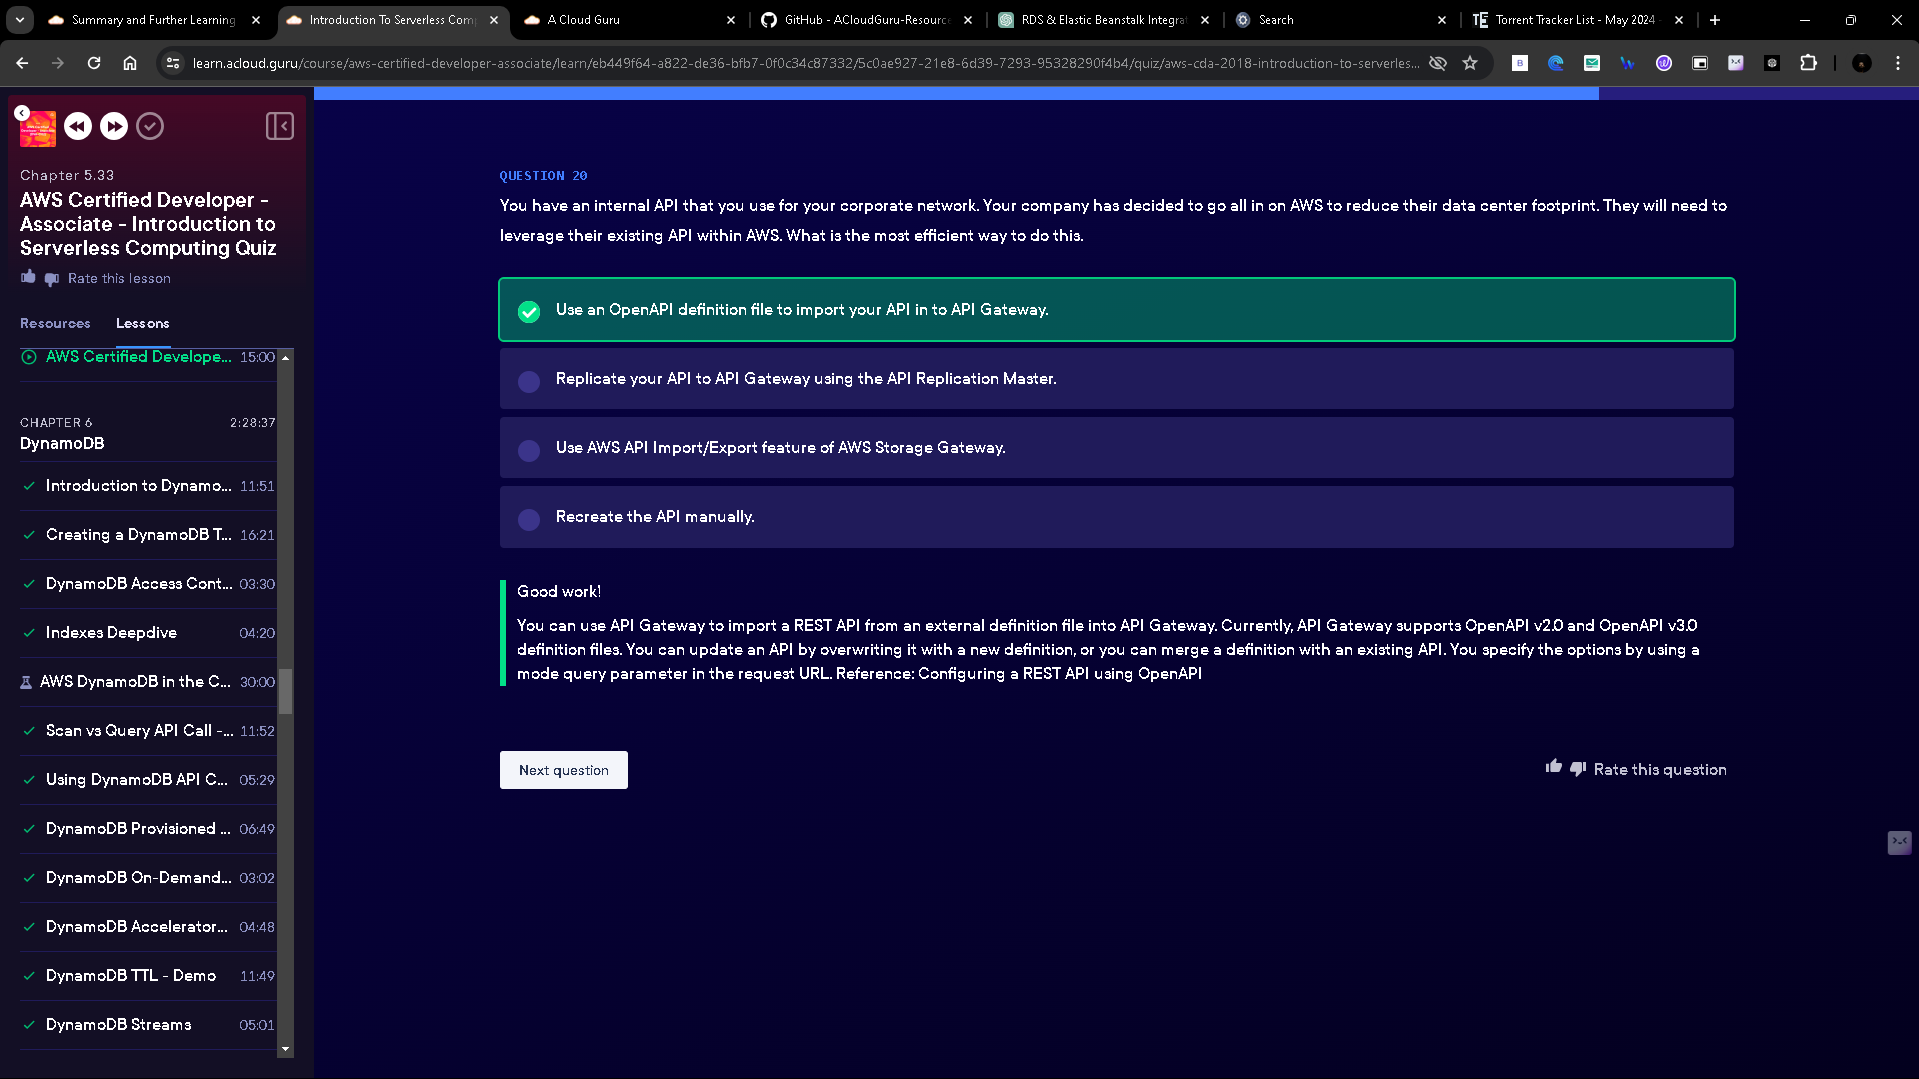 Summary and Further Learning
Introduction To Serverless Comp
A Cloud Guru
GitHub - ACloudGuru-Resource
RDS & Elastic Beanstalk Integrat
Search
Torrent Tracker List - May 2024 -
learn.acloud.guru/course/aws-certified-developer-associate/learn/eb449f64-a822-de36-bfb7-0f0c34c87332/5c0ae927-21e8-6d39-7293-95328290f4b4/quiz/aws-cda-2018-introduction-to-serverles...
Chapter 5.33
AWS Certified Developer -
Associate - Introduction to
Serverless Computing Quiz
Rate this lesson
Resources Lessons
AWS Certified Develope... 15:00
CHAPTER 6 2:28:37
DynamoDB
Introduction to Dynamo... 11:51
Creating a DynamoDB T... 16:21
DynamoDB Access Cont... 03:30
Indexes Deepdive 04:20
AWS DynamoDB in the C... 30:00
Scan vs Query API Call -... 11:52
Using DynamoDB API C... 05:29
DynamoDB Provisioned ... 06:49
DynamoDB On-Demand... 03:02
DynamoDB Accelerator... 04:48
DynamoDB TTL - Demo 11:49
DynamoDB Streams 05:01
QUESTION 20
You have an internal API that you use for your corporate network. Your company has decided to go all in on AWS to reduce their data center footprint. They will need to
leverage their existing API within AWS. What is the most efficient way to do this.
Use an OpenAPI definition file to import your API in to API Gateway.
Replicate your API to API Gateway using the API Replication Master.
Use AWS API Import/Export feature of AWS Storage Gateway.
Recreate the API manually.
Good work!
You can use API Gateway to import a REST API from an external definition file into API Gateway. Currently, API Gateway supports OpenAPI v2.0 and OpenAPI v3.0
definition files. You can update an API by overwriting it with a new definition, or you can merge a definition with an existing API. You specify the options by using a
mode query parameter in the request URL. Reference: Configuring a REST API using OpenAPI
Next question
Rate this question